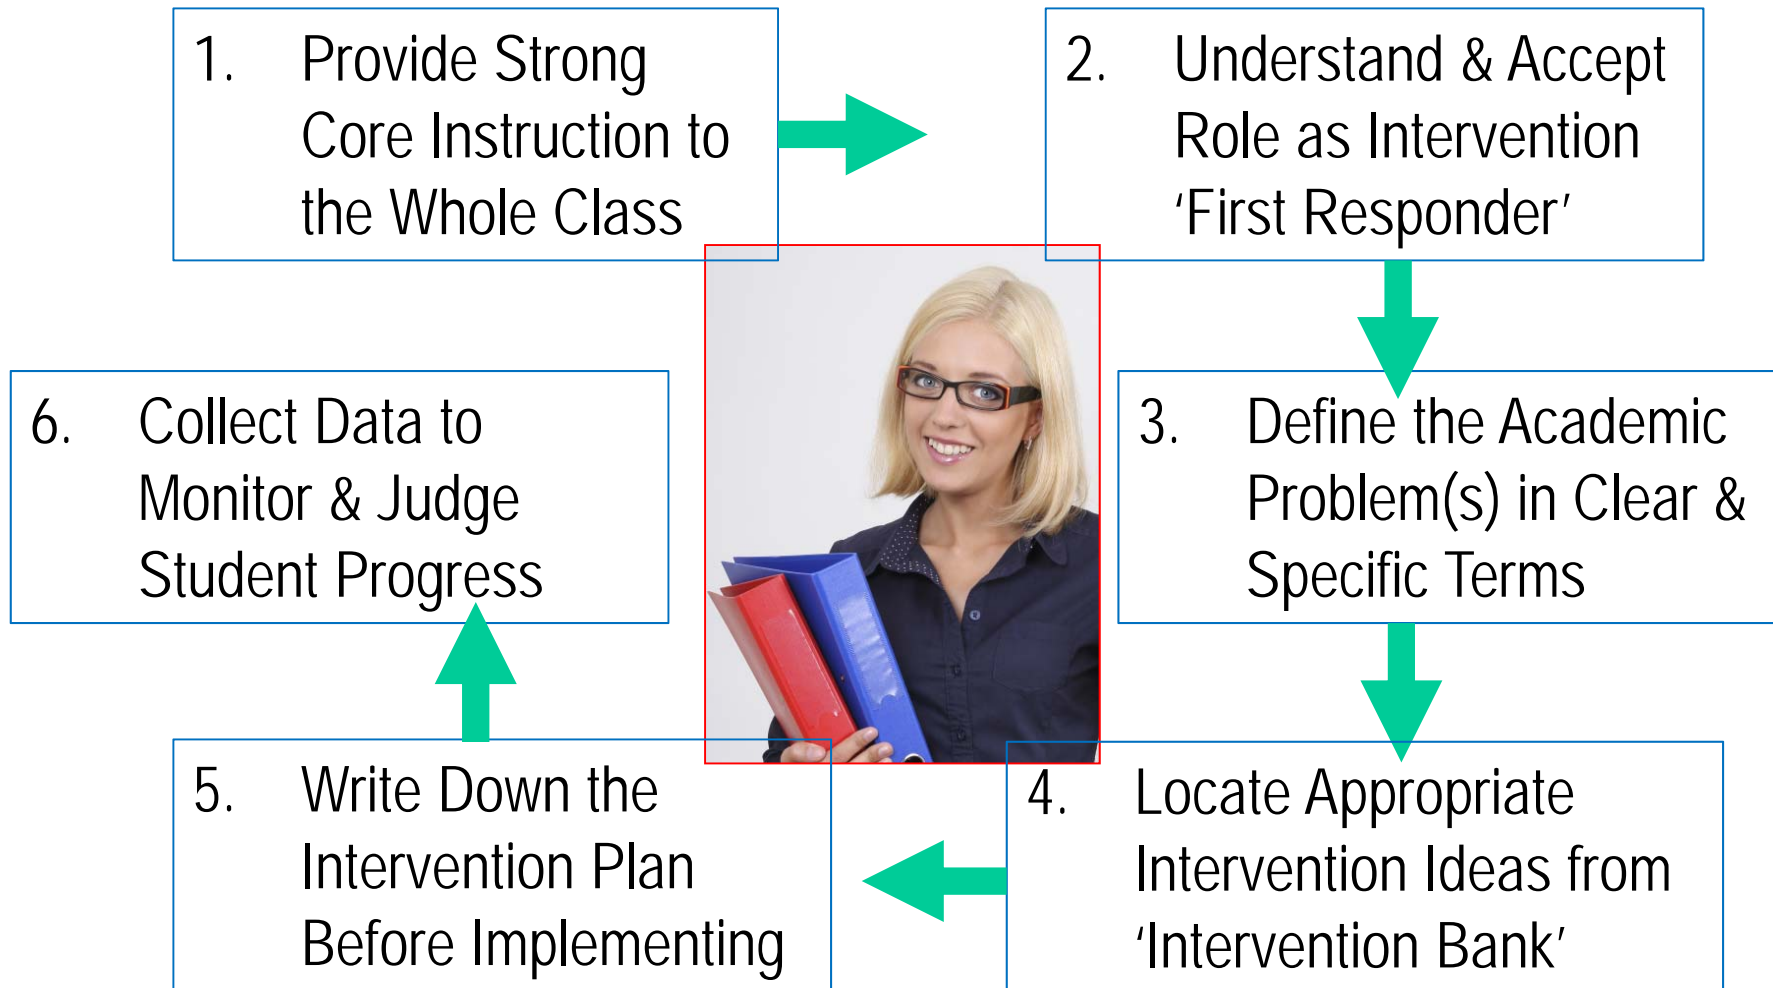 1. Provide Strong
Core Instruction to
the Whole Class
2. Understand & Accept
Role as Intervention
‘First Responder’
3. Define the Academic
Problem(s) in Clear &
Specific Terms
4. Locate Appropriate
Intervention Ideas from
‘Intervention Bank’
5. Write Down the
Intervention Plan
Before Implementing
6. Collect Data to
Monitor & Judge
Student Progress